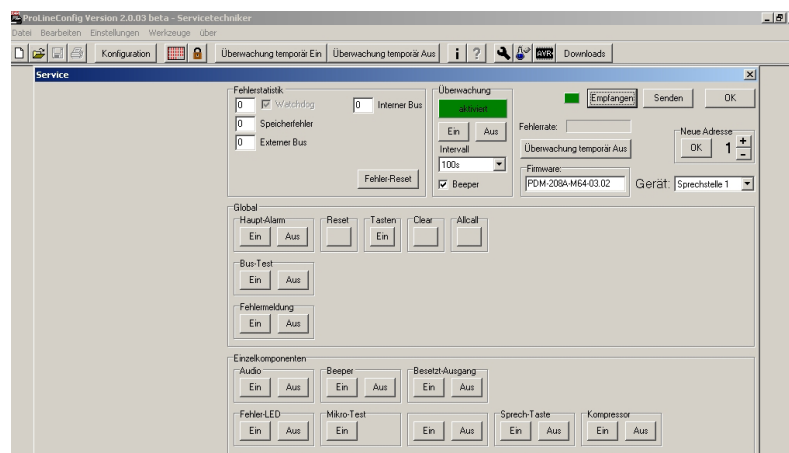 ProLineConfig Version 2.0.03 beta - Servicetechniker
Datei Bearbeiten Einstellungen Werkzeuge über
Konfiguration Überwachung temporär Ein Überwachung temporär Aus i ? AVR Downloads
Service
Fehlerstatistik
0 Watchdog 0 Interner Bus
0 Speicherfehler
0 Externer Bus
Fehler-Reset
Überwachung
aktiviert
Ein Aus
Intervall
100s
Beeper
Empfangen Senden OK
Fehlerrate:
Überwachung temporär Aus
Neue Adresse
OK 1 + -
Firmware:
PDM-208A-M64-03.02
Gerät: Sprechstelle 1
Global
Haupt-Alarm Reset Tasten Clear Allcall
Ein Aus Ein
Bus-Test
Ein Aus
Fehlermeldung
Ein Aus
Einzelkomponenten
Audio Beeper Besetzt-Ausgang
Ein Aus Ein Aus Ein Aus
Fehler-LED Mikro-Test Sprech-Taste Kompressor
Ein Aus Ein Ein Aus Ein Aus Ein Aus